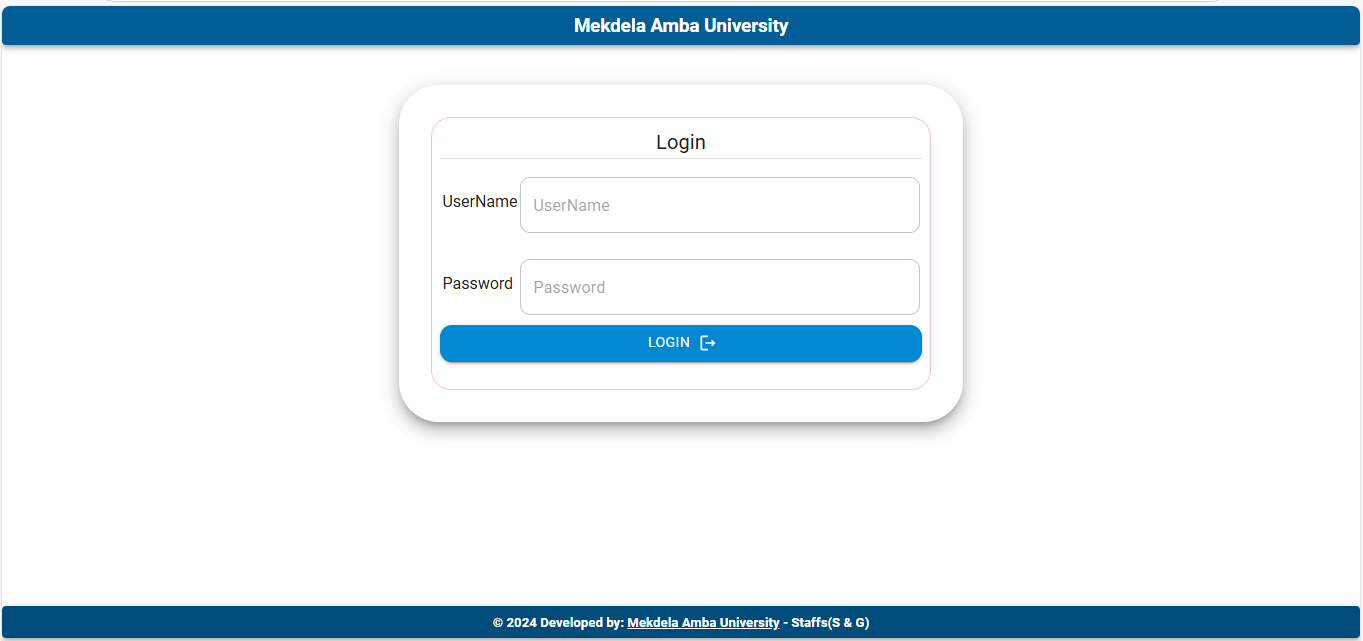 Mekdela Amba University
Login
UserName UserName
Password Password
LOGIN
© 2024 Developed by: Mekdela Amba University - Staffs(S & G)